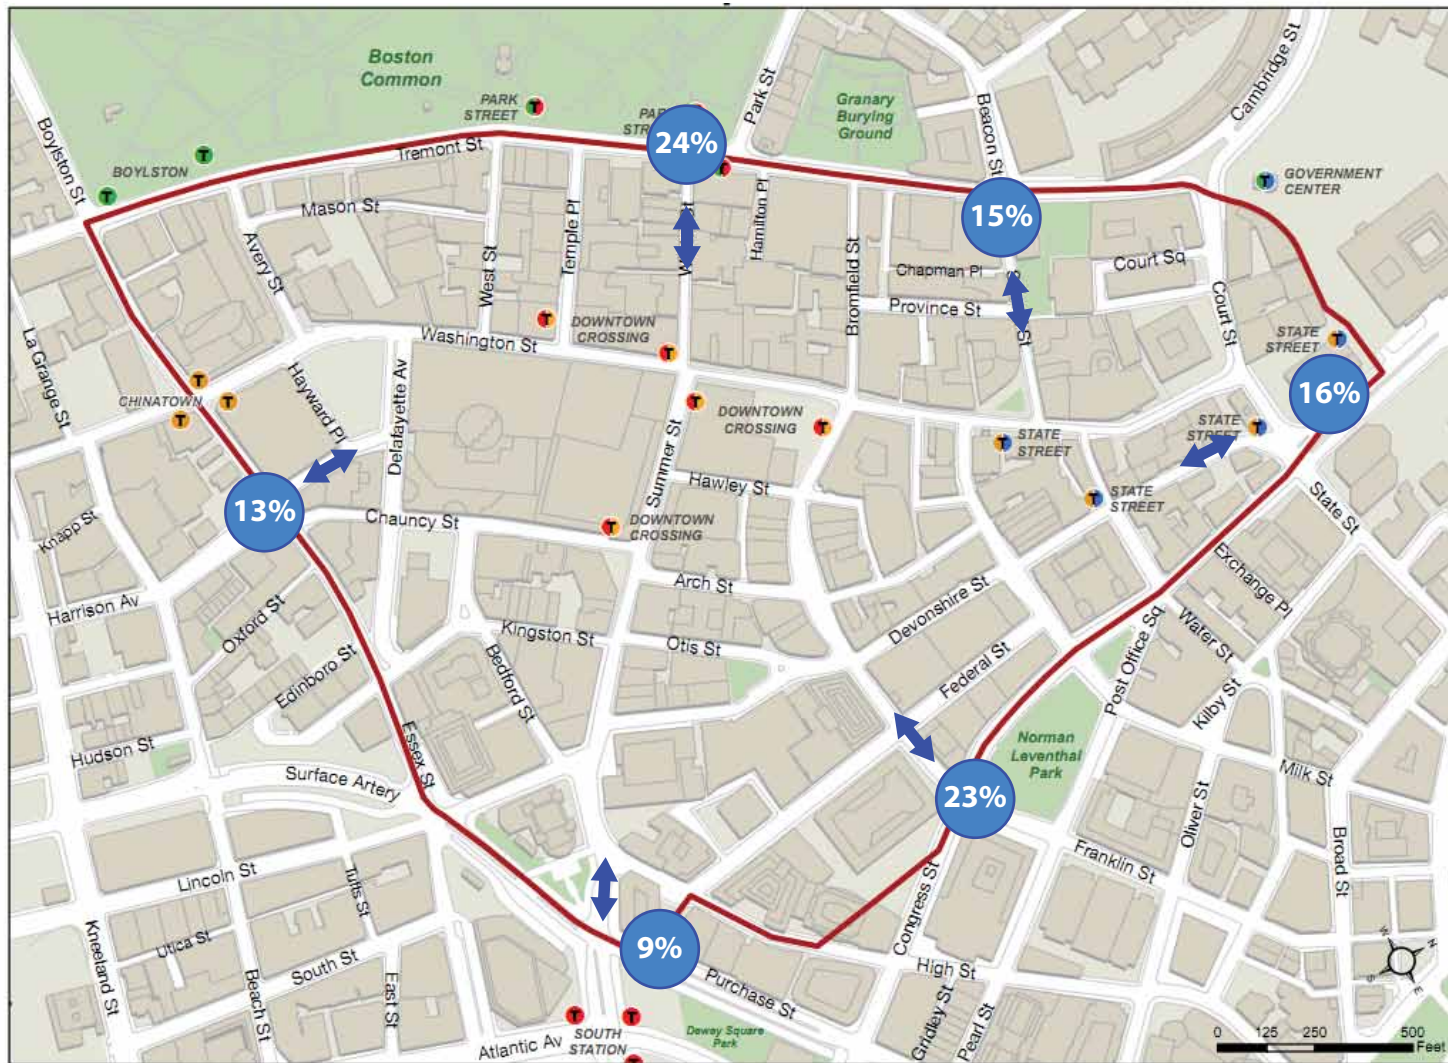 Boston
Common
Granary
Burying
Ground
PARK
STREET
24%
Park St
Beacon St
Cambridge St
Boylston St
BOYLSTON
Tremont St
15%
GOVERNMENT
CENTER
Mason St
Avery St
West St
Temple Pl
Hamilton Pl
Bromfield St
Chapman Pl
Province St
Court Sq
Court St
La Grange St
Washington St
DOWNTOWN
CROSSING
STATE
STREET
16%
CHINATOWN
Hayward Pl
Delafayette Av
Summer St
DOWNTOWN
CROSSING
STATE
STREET
STATE
STREET
State St
13%
Knapp St
Chauncy St
Hawley St
DOWNTOWN
CROSSING
STATE
STREET
Exchange Pl
Harrison Av
Oxford St
Arch St
Devonshire St
Kingston St
Otis St
Federal St
Post Office Sq
Water St
Kilby St
Edinboro St
Bedford St
Hudson St
Essex St
Surface Artery
Norman
Leventhal
Park
Milk St
23%
Oliver St
Broad St
Franklin St
Lincoln St
Tufts St
Kneeland St
Utica St
South St
Beach St
East St
9%
Congress St
High St
Purchase St
Gridley St
Pearl St
Dewey Square
Park
SOUTH
STATION
Atlantic Av
W
N
S
E
0 125 250 500
Feet